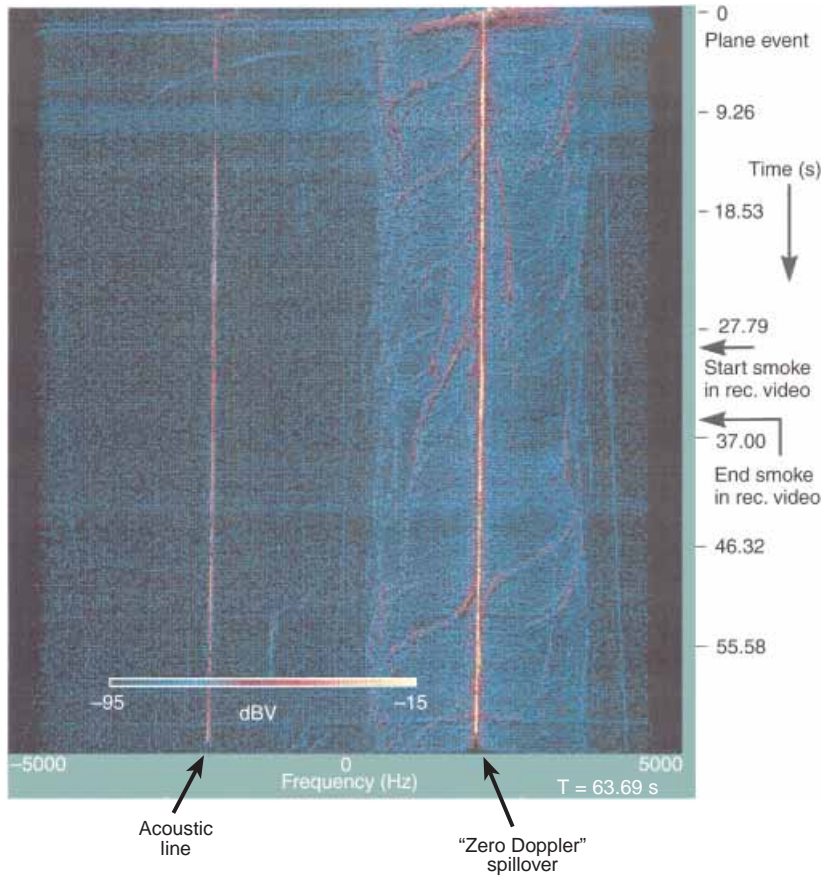 0
Plane event
9.26
Time (s)
18.53
27.79
Start smoke
in rec. video
37.00
End smoke
in rec. video
46.32
55.58
–95
–15
dBV
–5000
0
5000
Frequency (Hz)
T = 63.69 s
Acoustic
line
“Zero Doppler”
spillover